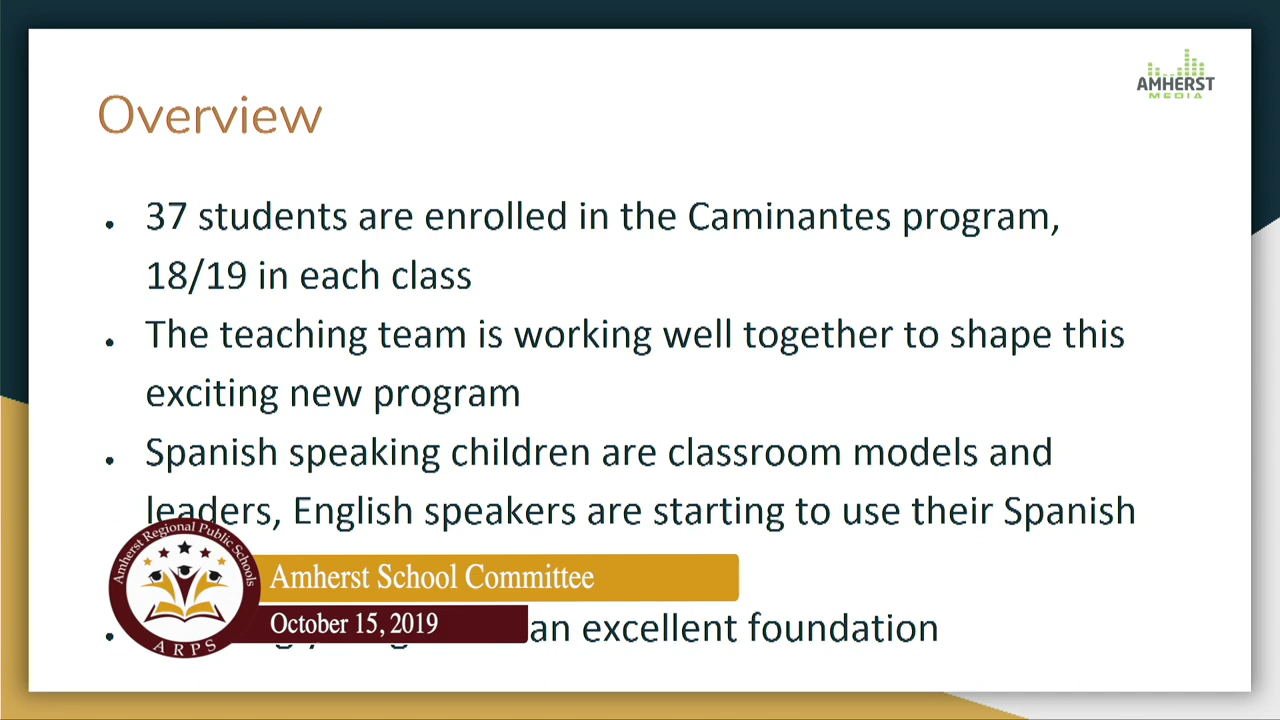 AMHERST
MEDIA
Overview
• 37 students are enrolled in the Caminantes program,
18/19 in each class
• The teaching team is working well together to shape this
exciting new program
• Spanish speaking children are classroom models and
leaders, English speakers are starting to use their Spanish
Amherst Regional Public Schools
ARPS
Amherst School Committee
October 15, 2019
• an excellent foundation